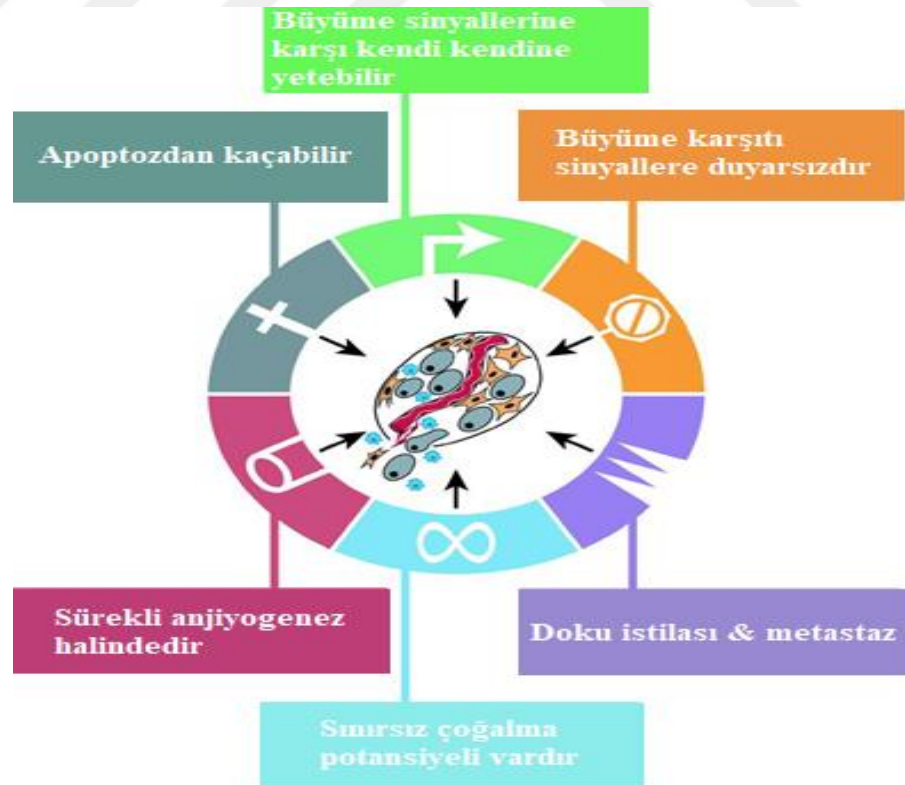 Büyüme sinyallerine
karşı kendi kendine
yetebilir
Apoptozdan kaçabilir
Büyüme karşıtı
sinyallere duyarsızdır
Sürekli anjiyogenez
halindedir
Doku istilası & metastaz
Sınırsız çoğalma
potansiyeli vardır